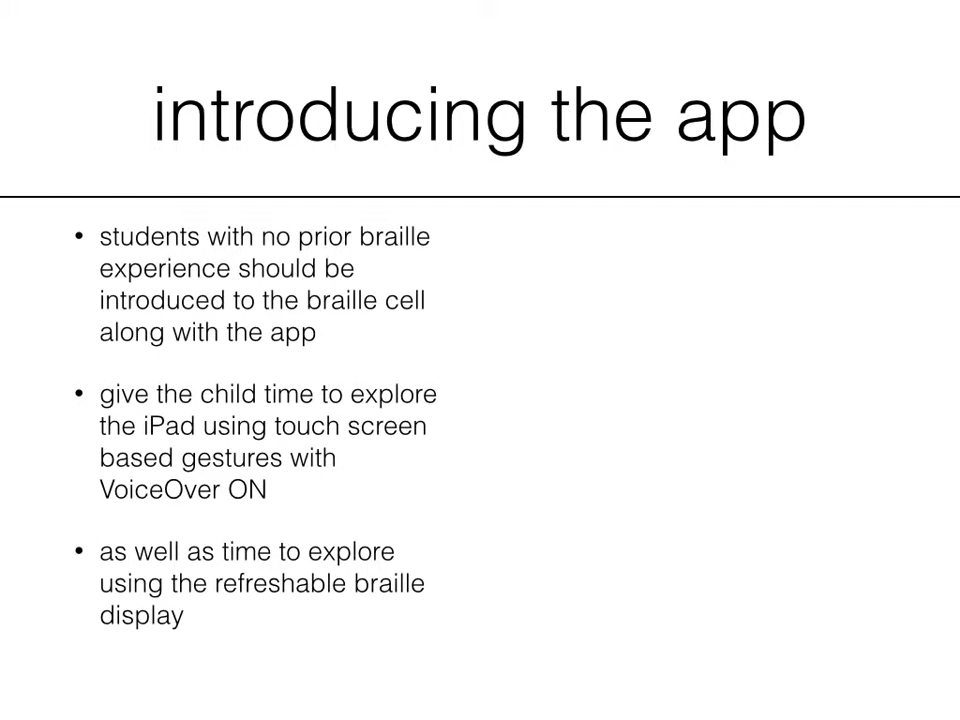 introducing the app
• students with no prior braille
experience should be
introduced to the braille cell
along with the app
• give the child time to explore
the iPad using touch screen
based gestures with
VoiceOver ON
• as well as time to explore
using the refreshable braille
display